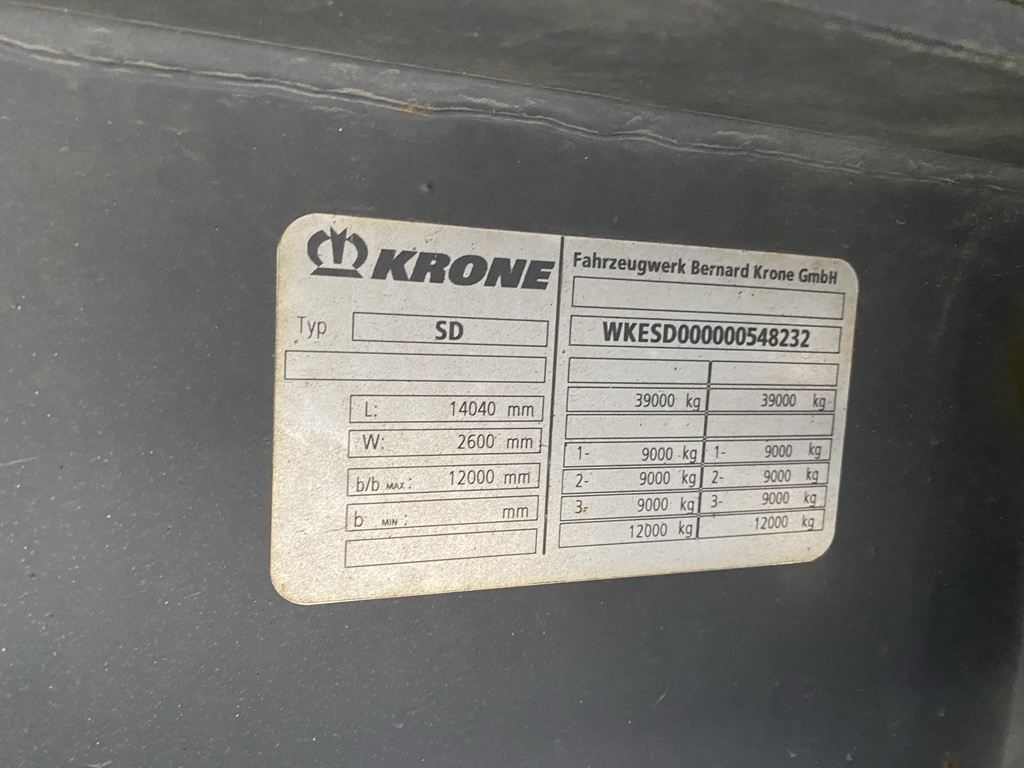 KRONE
Typ SD
L: 14040 mm
W: 2600 mm
b/b MAX: 12000 mm
b MIN: mm
Fahrzeugwerk Bernard Krone GmbH
WKESD000000548232
39000 kg 39000 kg
1- 9000 kg 1- 9000 kg
2- 9000 kg 2- 9000 kg
3- 9000 kg 3- 9000 kg
12000 kg 12000 kg